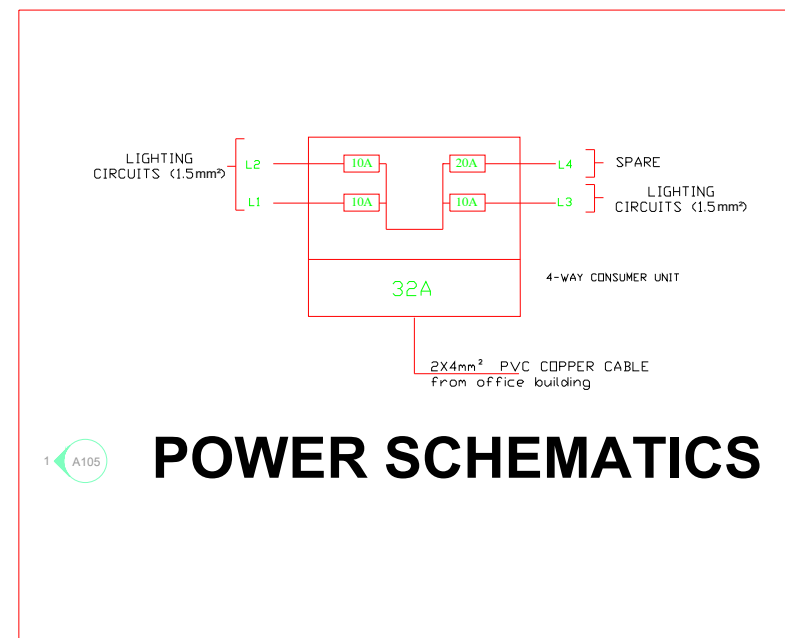 LIGHTING
CIRCUITS (1.5mm²)
L2
10A
20A
L4
SPARE
L1
10A
10A
L3
LIGHTING
CIRCUITS (1.5mm²)
32A
4-WAY CONSUMER UNIT
2X4mm² PVC COPPER CABLE
from office building
1
A105
POWER SCHEMATICS